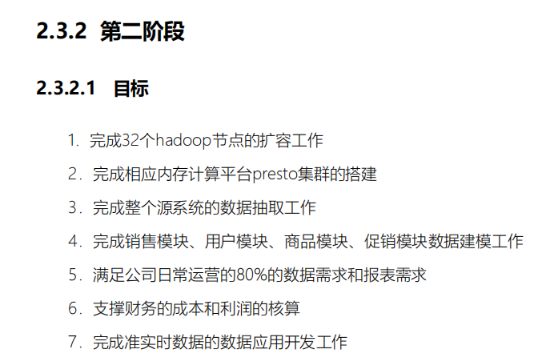 2.3.2 第二阶段
2.3.2.1 目标
1. 完成32个hadoop节点的扩容工作
2. 完成相应内存计算平台presto集群的搭建
3. 完成整个源系统的数据抽取工作
4. 完成销售模块、用户模块、商品模块、促销模块数据建模工作
5. 满足公司日常运营的80%的数据需求和报表需求
6. 支撑财务的成本和利润的核算
7. 完成准实时数据的数据应用开发工作